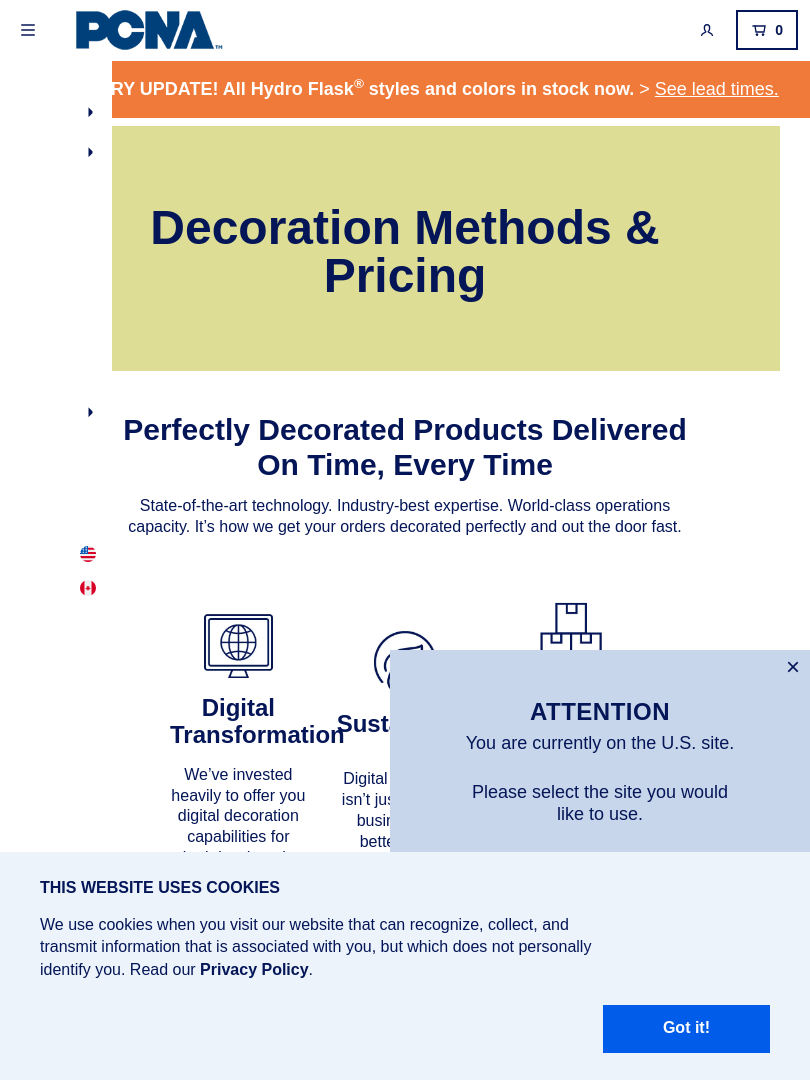 PCNA™
0
RY UPDATE! All Hydro Flask® styles and colors in stock now. > See lead times.
Decoration Methods &
Pricing
Perfectly Decorated Products Delivered
On Time, Every Time
State-of-the-art technology. Industry-best expertise. World-class operations
capacity. It’s how we get your orders decorated perfectly and out the door fast.
Digital
Transformation
We’ve invested
heavily to offer you
digital decoration
capabilities for
Digital
isn’t
×
ATTENTION
You are currently on the U.S. site.
Please select the site you would
like to use.
THIS WEBSITE USES COOKIES
We use cookies when you visit our website that can recognize, collect, and
transmit information that is associated with you, but which does not personally
identify you. Read our Privacy Policy.
Got it!